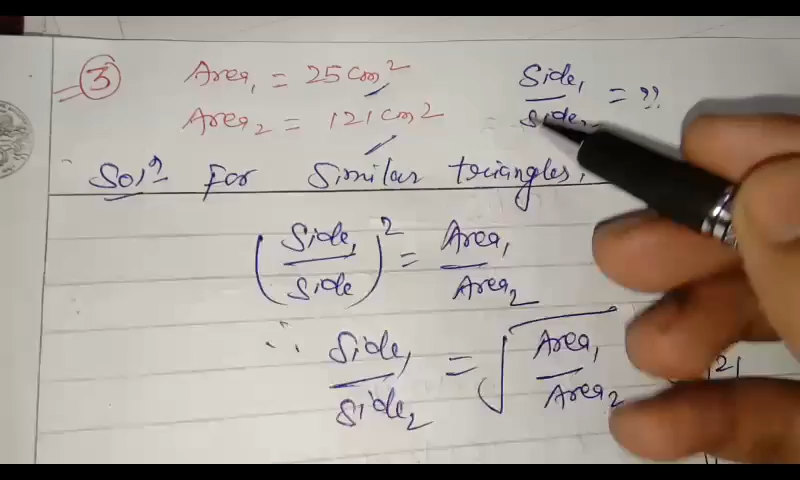 ③ Area₁ = 25 cm² Side₁/Side₂ = ??
Area₂ = 121 cm²
Solⁿ For Similar triangles,
(Side₁/Side)² = Area₁/Area₂
∴ Side₁/Side₂ = √(Area₁/Area₂)
121